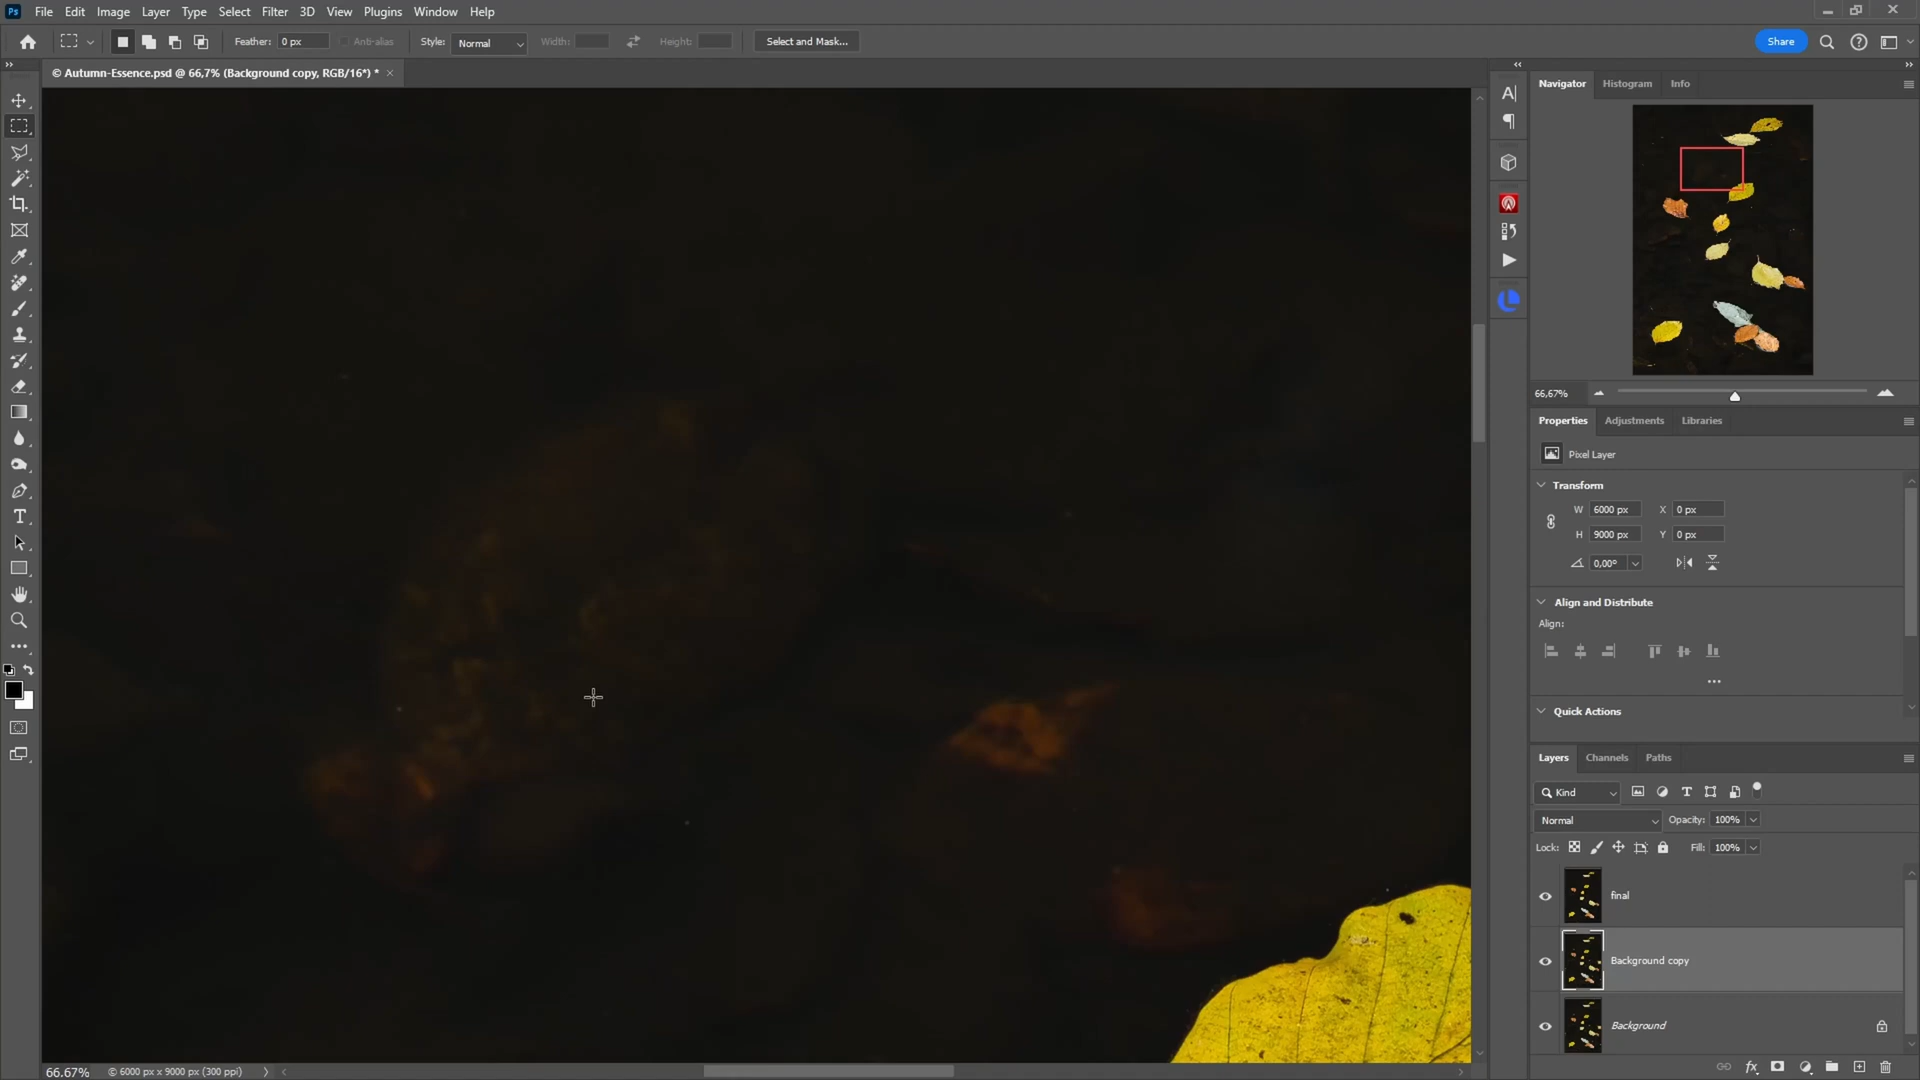 Ps File Edit Image Layer Type Select Filter 3D View Plugins Window Help
Feather: 0 px Anti-alias Style: Normal Width: Height: Select and Mask... Share
© Autumn-Essence.psd @ 66,7% (Background copy, RGB/16*) * ×
Navigator Histogram Info
66,67%
Properties Adjustments Libraries
Pixel Layer
Transform
W 6000 px X 0 px
H 9000 px Y 0 px
0,00°
Align and Distribute
Align:
Quick Actions
Layers Channels Paths
Kind
Normal Opacity: 100%
Lock: Fill: 100%
final
Background copy
Background
66.67% © 6000 px x 9000 px (300 ppi)